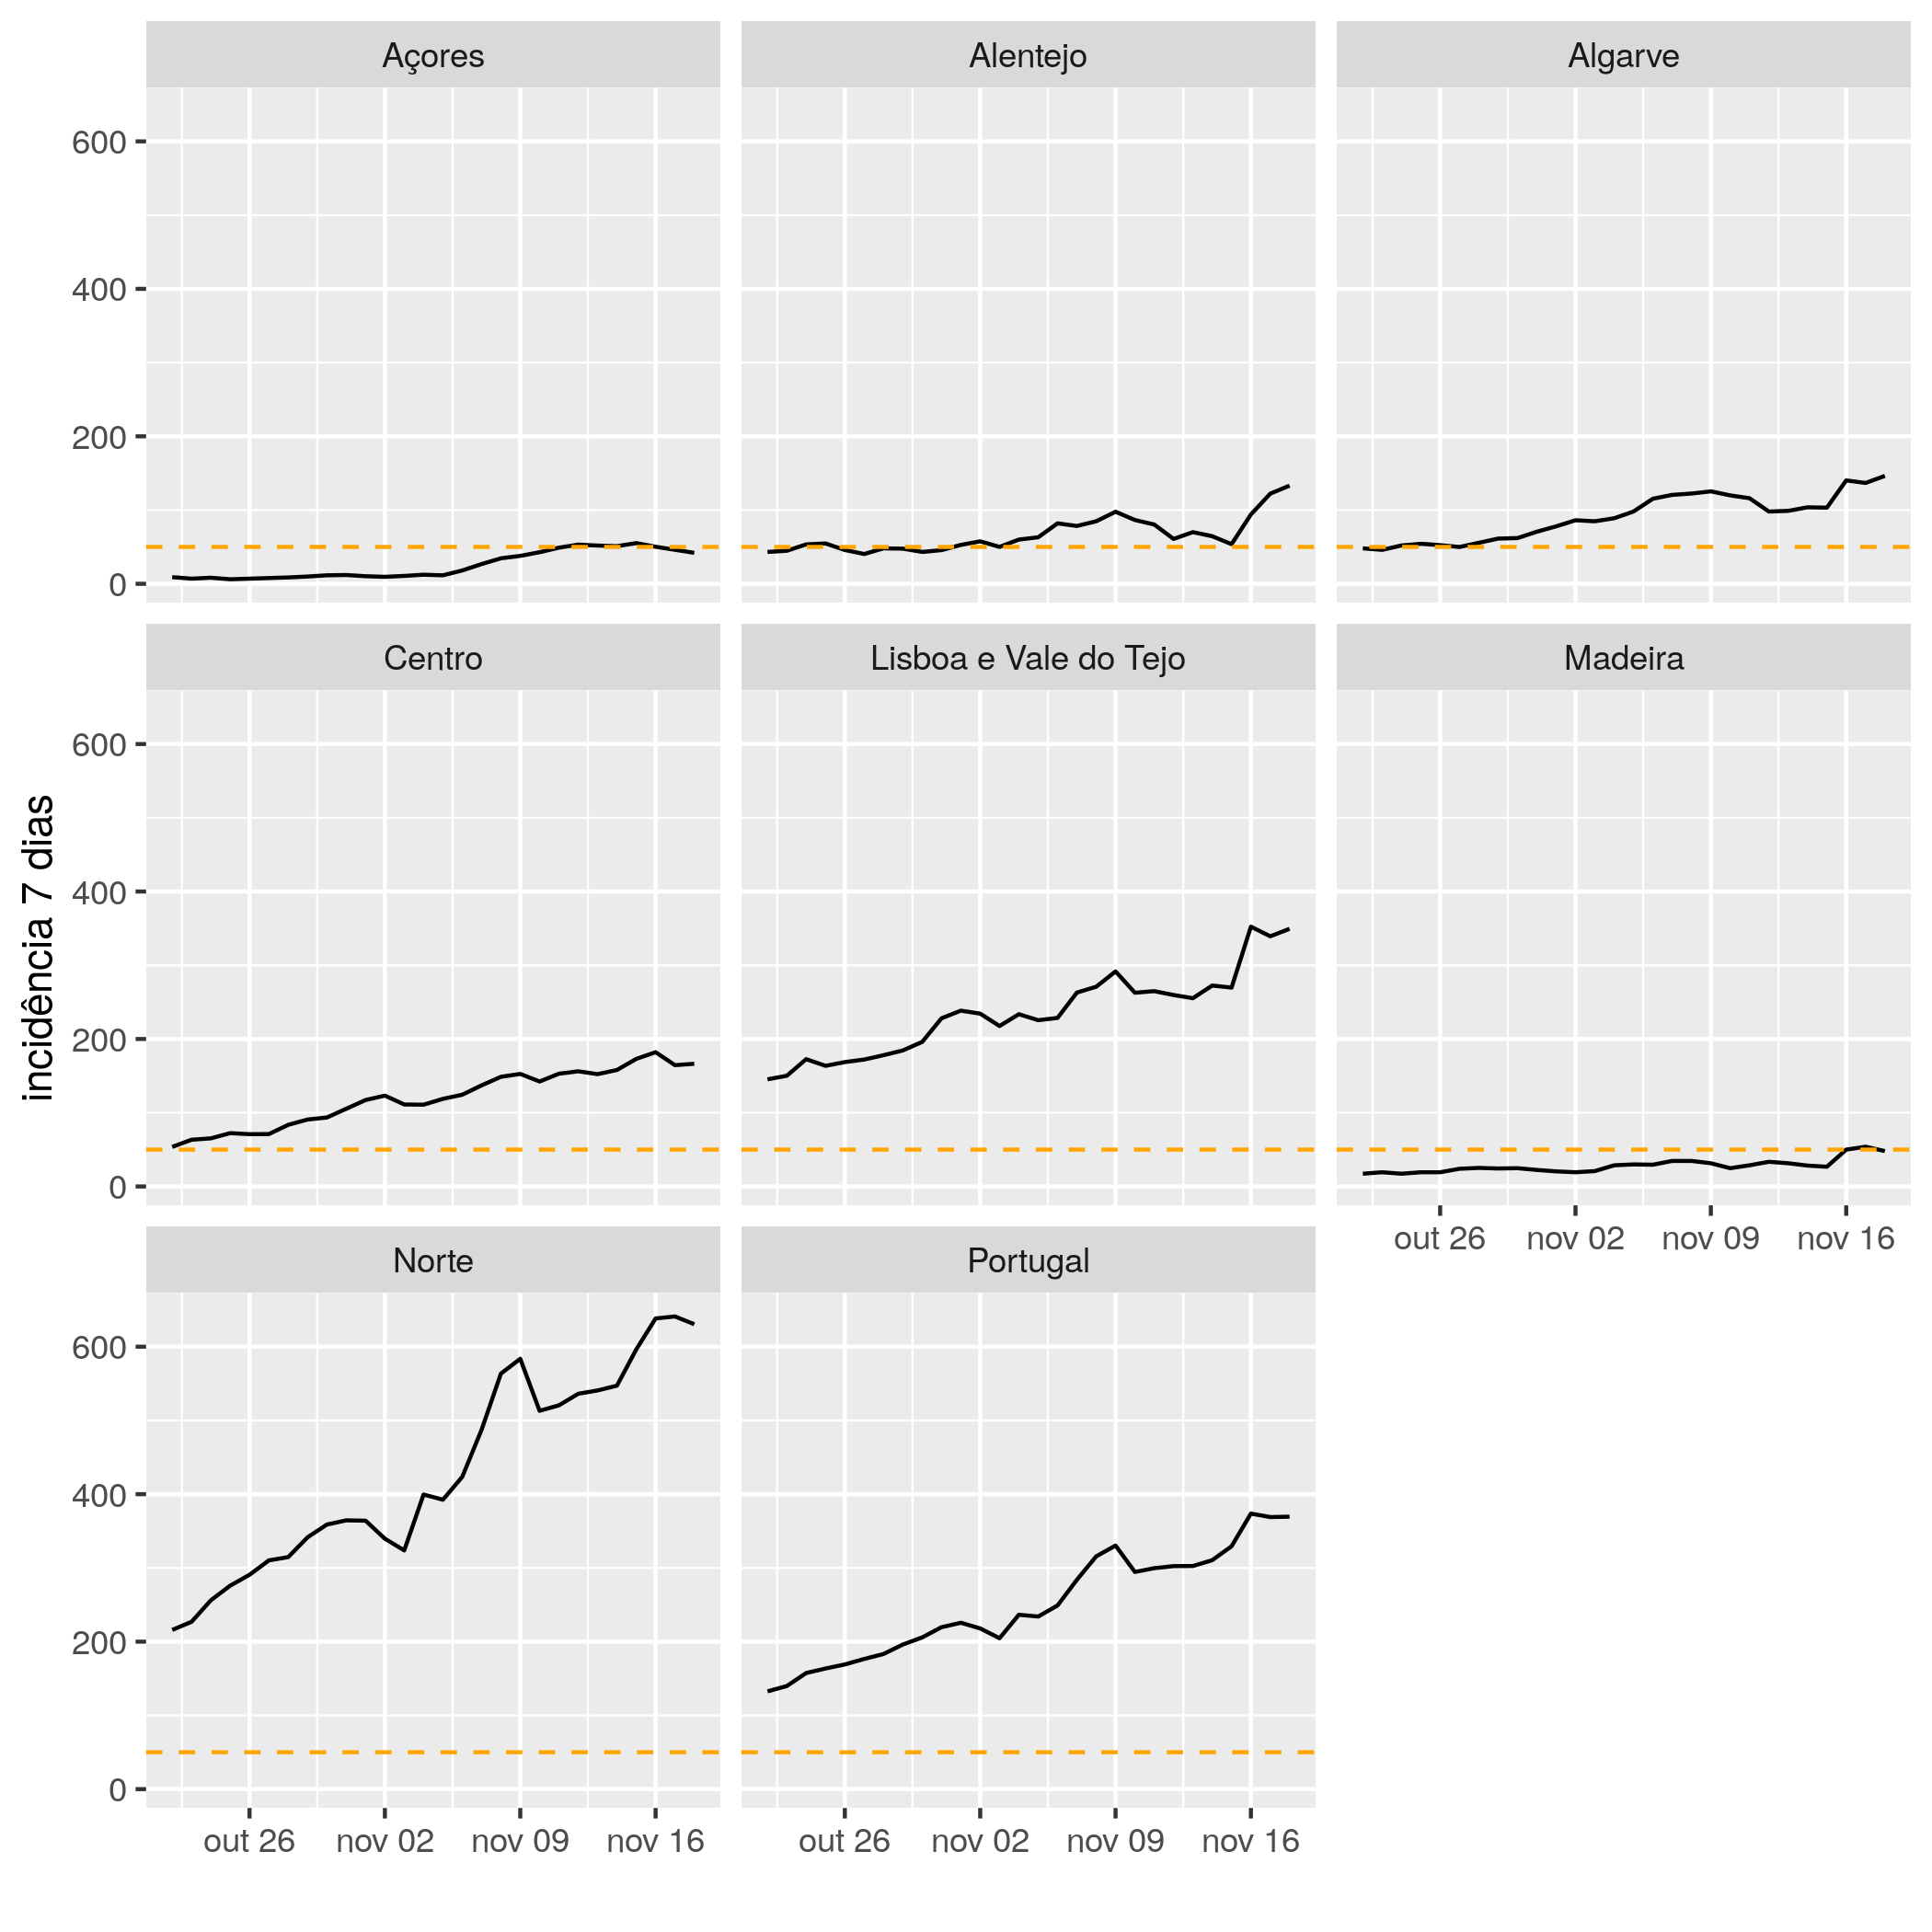 Açores
Alentejo
Algarve
600
400
200
0
Centro
Lisboa e Vale do Tejo
Madeira
incidência 7 dias
600
400
200
0
out 26
nov 02
nov 09
nov 16
Norte
Portugal
600
400
200
0
out 26
nov 02
nov 09
nov 16
out 26
nov 02
nov 09
nov 16